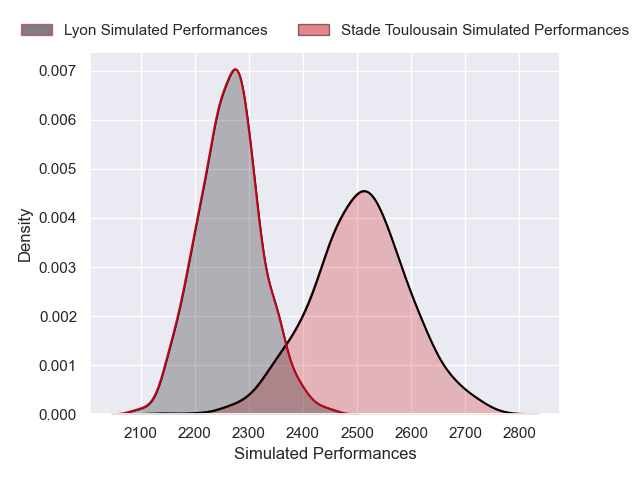 Lyon Simulated Performances
Stade Toulousain Simulated Performances
0.007
0.006
0.005
0.004
0.003
0.002
0.001
0.000
Density
2100 2200 2300 2400 2500 2600 2700 2800
Simulated Performances